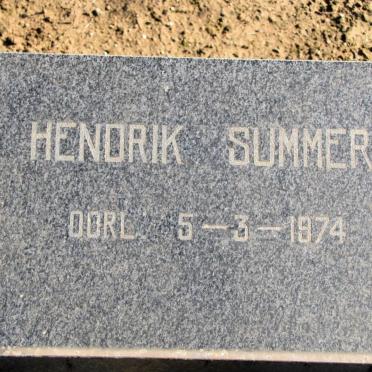 HENDRIK SUMMER
OORL. 5-3-1974